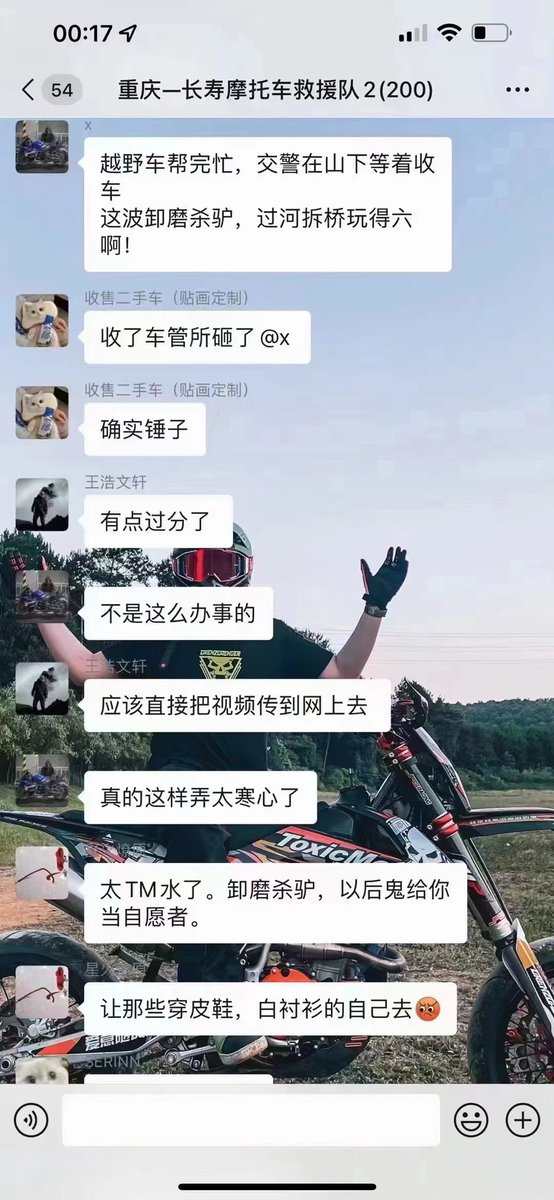 00:17
54
重庆—长寿摩托车救援队2(200)
x
越野车帮完忙，交警在山下等着收
车
这波卸磨杀驴，过河拆桥玩得六
啊！
收售二手车（贴画定制）
收了车管所砸了@x
收售二手车（贴画定制）
确实锤子
王浩文轩
有点过分了
不是这么办事的
王浩文轩
应该直接把视频传到网上去
真的这样弄太寒心了
太TM水了。卸磨杀驴，以后鬼给你
当自愿者。
让那些穿皮鞋，白衬衫的自己去
SERINN
ToxicM